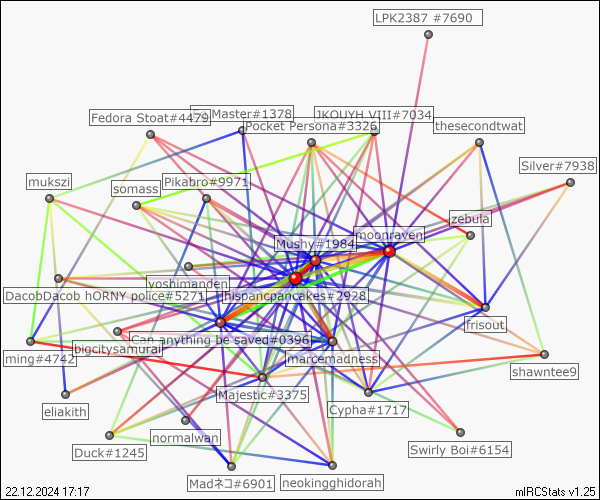 LPK2387 #7690
Master#1378
Fedora Stoat#4479
JKOUYH VIII#7034
Pocket Persona#3326
thesecondtwat
Silver#7938
mukszi
somass
Pikabro#9971
zebula
moonraven
Mushy#1984
yoshimanden
DacobDacob hORNY police#5271
hispancpancakes#2928
frisout
Can anything be saved#0396
bigcitysamurai
ming#4742
marcemadness
shawntee9
Majestic#3375
eliakith
Cypha#1717
normalwan
Duck#1245
Swirly Boi#6154
Madネコ#6901
neokingghidorah
22.12.2024 17:17
mIRCStats v1.25